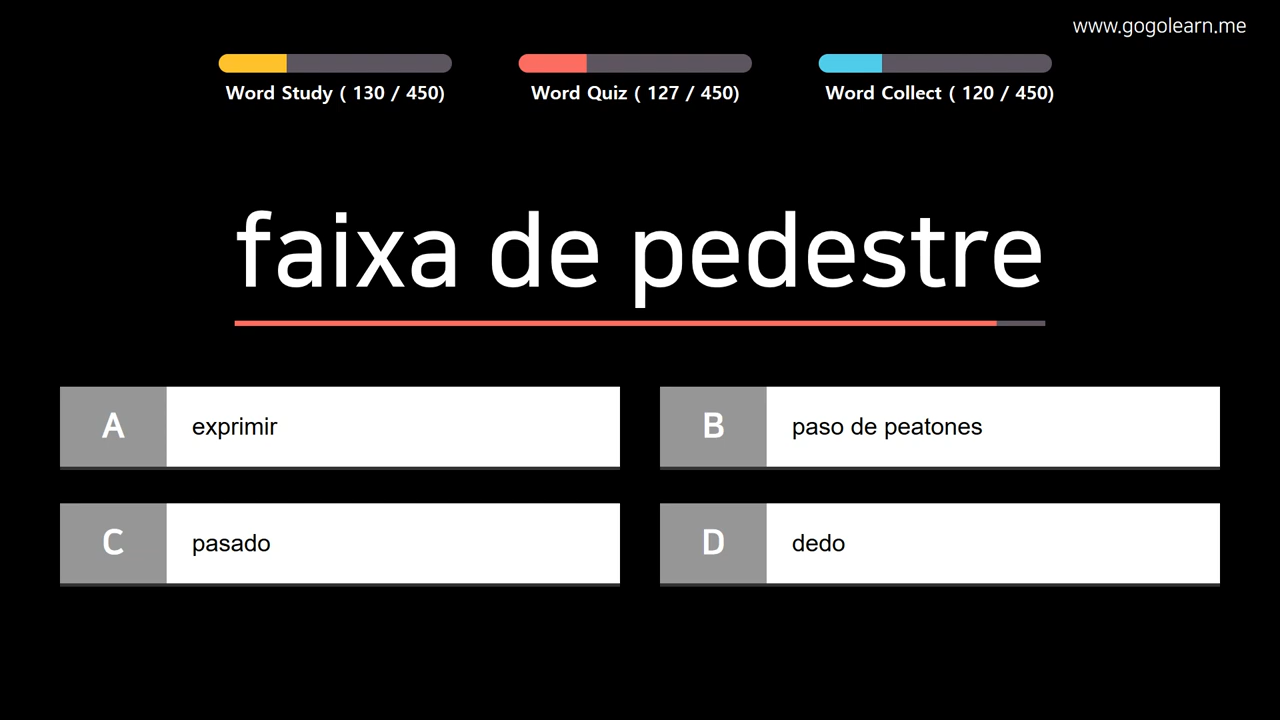 www.gogolearn.me
Word Study ( 130 / 450)
Word Quiz ( 127 / 450)
Word Collect ( 120 / 450)
faixa de pedestre
A exprimir
B paso de peatones
C pasado
D dedo